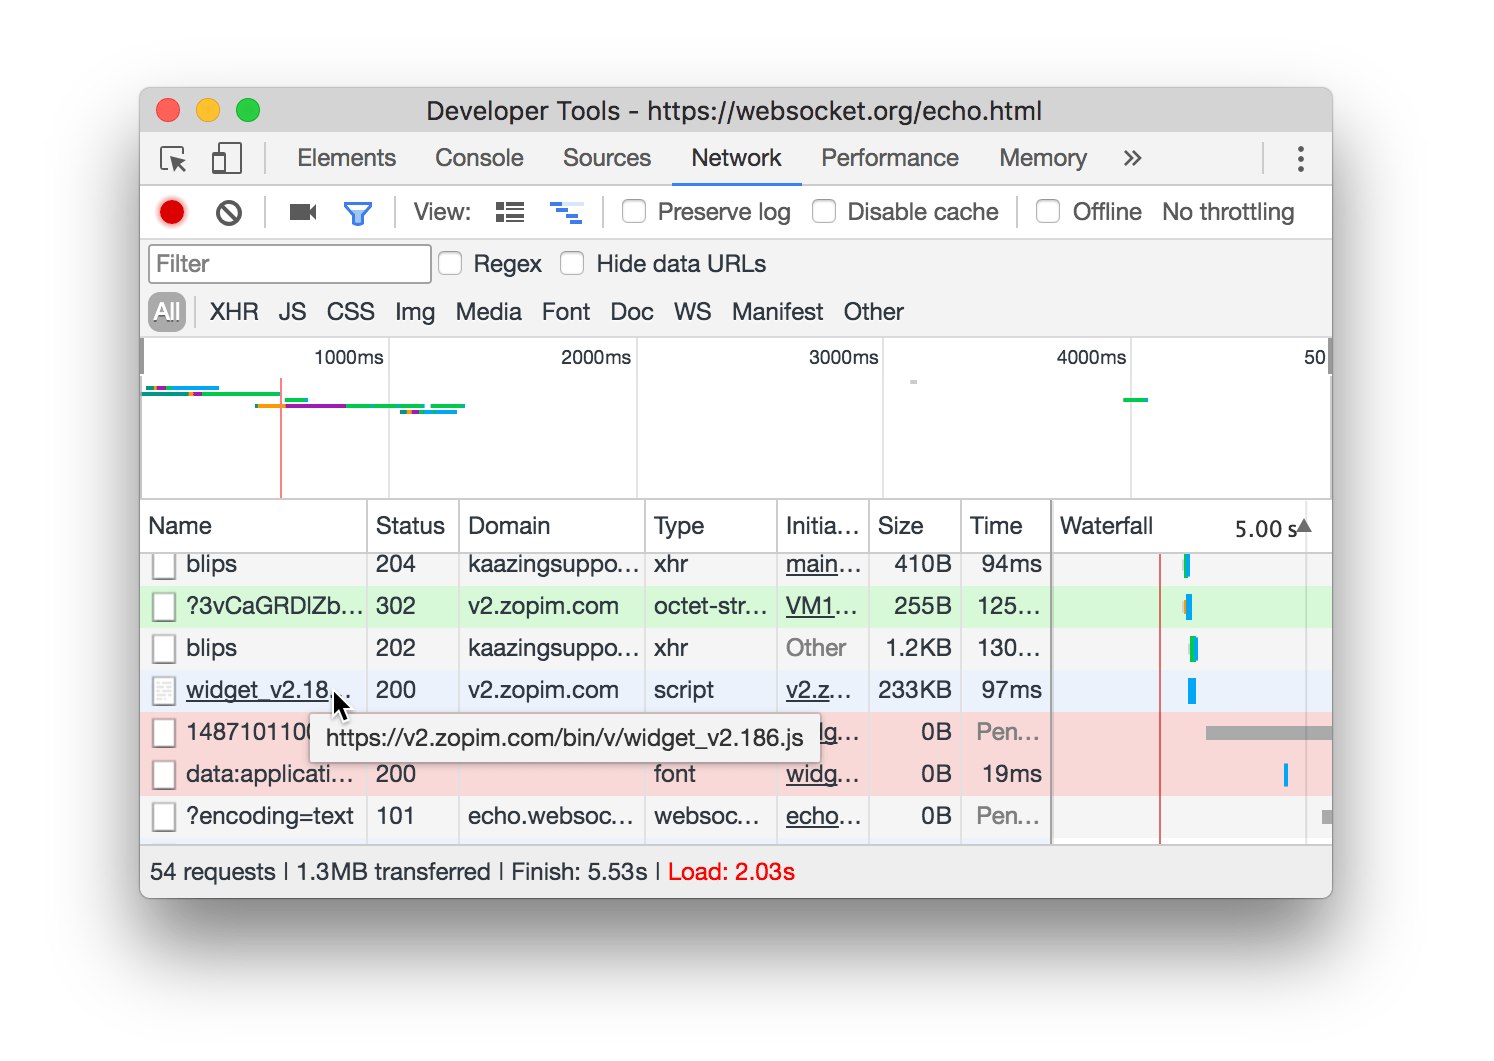 Developer Tools - https://websocket.org/echo.html
Elements Console Sources Network Performance Memory »
View: Preserve log Disable cache Offline No throttling
Filter Regex Hide data URLs
All XHR JS CSS Img Media Font Doc WS Manifest Other
1000ms 2000ms 3000ms 4000ms 50
Name Status Domain Type Initia... Size Time Waterfall 5.00 s
blips 204 kaazingsuppo... xhr main... 410B 94ms
?3vCaGRDIZb... 302 v2.zopim.com octet-str... VM1... 255B 125...
blips 202 kaazingsuppo... xhr Other 1.2KB 130...
widget_v2.18... 200 v2.zopim.com script v2.z... 233KB 97ms
148710110 lg... 0B Pen...
https://v2.zopim.com/bin/v/widget_v2.186.js
data:applicati... 200 font widg... 0B 19ms
?encoding=text 101 echo.websoc... websoc... echo... 0B Pen...
54 requests | 1.3MB transferred | Finish: 5.53s | Load: 2.03s